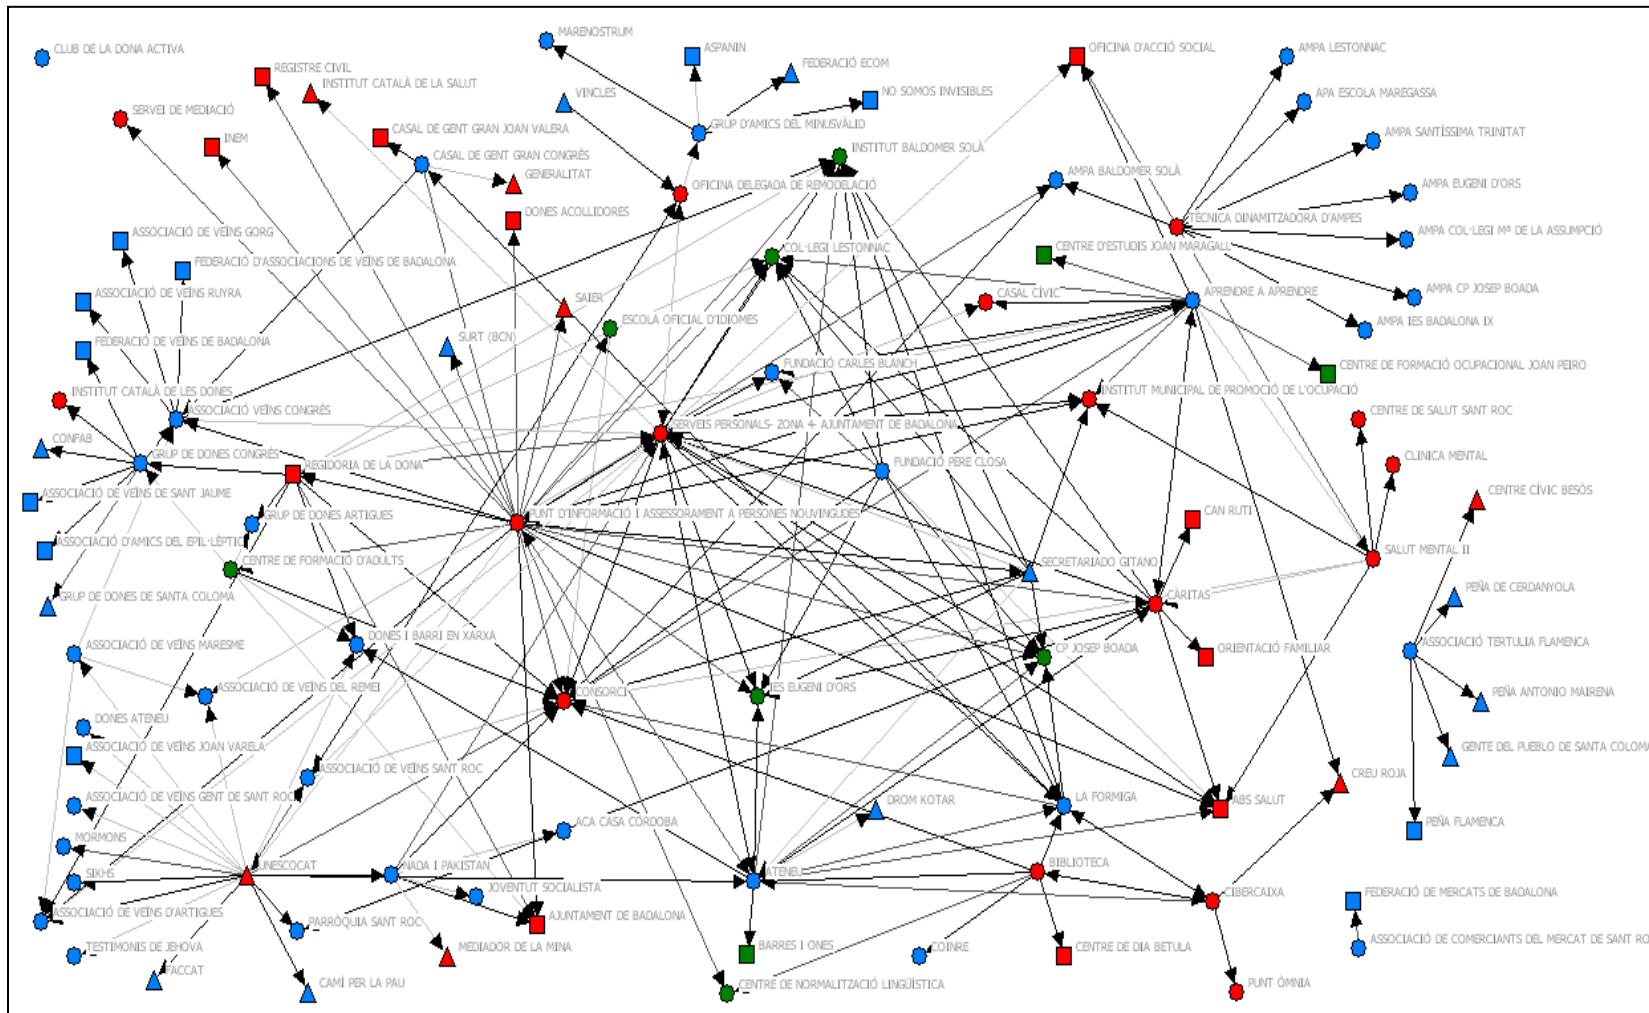 MARENOSTRUM
CLUB DE LA DONA ACTIVA
ASPANIN
OFICINA D'ACCIÓ SOCIAL
AMPA LESTONNAC
FEDERACIÓ ECOM
REGISTRE CIVIL
INSTITUT CATALÀ DE LA SALUT
VINCLES
NO SOMOS INVISIBLES
APA ESCOLA MAREGASSA
SERVEI DE MEDIACIÓ
GRUP D'AMICS DEL MINUSVÀLID
CASAL DE GENT GRAN JOAN VALERA
AMPA SANTÍSSIMA TRINITAT
INEM
INSTITUT BALDOMER SOLÀ
CASAL DE GENT GRAN CONGRÉS
AMPA BALDOMER SOLÀ
GENERALITAT
OFICINA DELEGADA DE REMODELACIÓ
AMPA EUGENI D'ORS
DONES ACOLLIDORES
TÈCNICA DINAMITZADORA D'AMPES
AMPA COL·LEGI Mª DE LA ASSUMPCIÓ
ASSOCIACIÓ DE VEÏNS GORG
COL·LEGI LESTONNAC
CENTRE D'ESTUDIS JOAN MARAGALL
FEDERACIÓ D'ASSOCIACIONS DE VEÏNS DE BADALONA
ASSOCIACIÓ DE VEÏNS RUYRA
SAIER
CASAL CÍVIC
APRENDRE A APRENDRE
AMPA CP JOSEP BOADA
ESCOLA OFICIAL D'IDIOMES
AMPA IES BADALONA IX
SURT (BCN)
FEDERACIÓ DE VEÏNS DE BADALONA
FUNDACIÓ CARLES BLANCH
CENTRE DE FORMACIÓ OCUPACIONAL JOAN PEIRO
INSTITUT CATALÀ DE LES DONES
INSTITUT MUNICIPAL DE PROMOCIÓ DE L'OCUPACIÓ
ASSOCIACIÓ VEÏNS CONGRÉS
SERVEIS PERSONALS- ZONA 4- AJUNTAMENT DE BADALONA
CENTRE DE SALUT SANT ROC
CONFAB
GRUP DE DONES CONGRÉS
REGIDORIA DE LA DONA
FUNDACIÓ PERE CLOSA
CLINICA MENTAL
ASSOCIACIÓ DE VEÏNS DE SANT JAUME
CENTRE CÍVIC BESÒS
GRUP DE DONES ARTIGUES
PUNT D'INFORMACIÓ I ASSESSORAMENT A PERSONES NOUVINGUDES
CAN RUTI
ASSOCIACIÓ D'AMICS DEL EPIL·LÈPTIC
CENTRE DE FORMACIÓ D'ADULTS
SECRETARIADO GITANO
SALUT MENTAL II
GRUP DE DONES DE SANTA COLOMA
CÀRITAS
PEÑA DE CERDANYOLA
ASSOCIACIÓ VEÏNS MARESME
DONES I BARRI EN XARXA
CP JOSEP BOADA
ORIENTACIÓ FAMILIAR
ASSOCIACIÓ TERTULIA FLAMENCA
ASSOCIACIÓ DE VEÏNS DEL REMEI
CONSORCI
IES EUGENI D'ORS
PEÑA ANTONIO MAIRENA
DONES ATENEU
ASSOCIACIÓ DE VEÏNS JOAN VARELA
GENTE DEL PUEBLO DE SANTA COLOMA
ASSOCIACIÓ DE VEÏNS SANT ROC
CREU ROJA
ASSOCIACIÓ VEÏNS GENT DE SANT ROC
DROM KOTAR
LA FORMIGA
ABS SALUT
ACA CASA CÓRDOBA
PEÑA FLAMENCA
MORMONS
SIKHS
UNESCOCAT
NADA I PAKISTAN
ATENEU
BIBLIOTECA
JOVENTUT SOCIALISTA
CIBERCAIXA
FEDERACIÓ DE MERCATS DE BADALONA
ASSOCIACIÓ DE VEÏNS D'ARTIGUES
PARRÒQUIA SANT ROC
AJUNTAMENT DE BADALONA
TESTIMONIS DE JEHOVA
MEDIADOR DE LA MINA
BARRES I ONES
COINRE
CENTRE DE DIA BETULA
ASSOCIACIÓ DE COMERCIANTS DEL MERCAT DE SANT RO
FACCAT
CAMÍ PER LA PAU
CENTRE DE NORMALITZACIÓ LINGÜÍSTICA
PUNT ÒMNIA